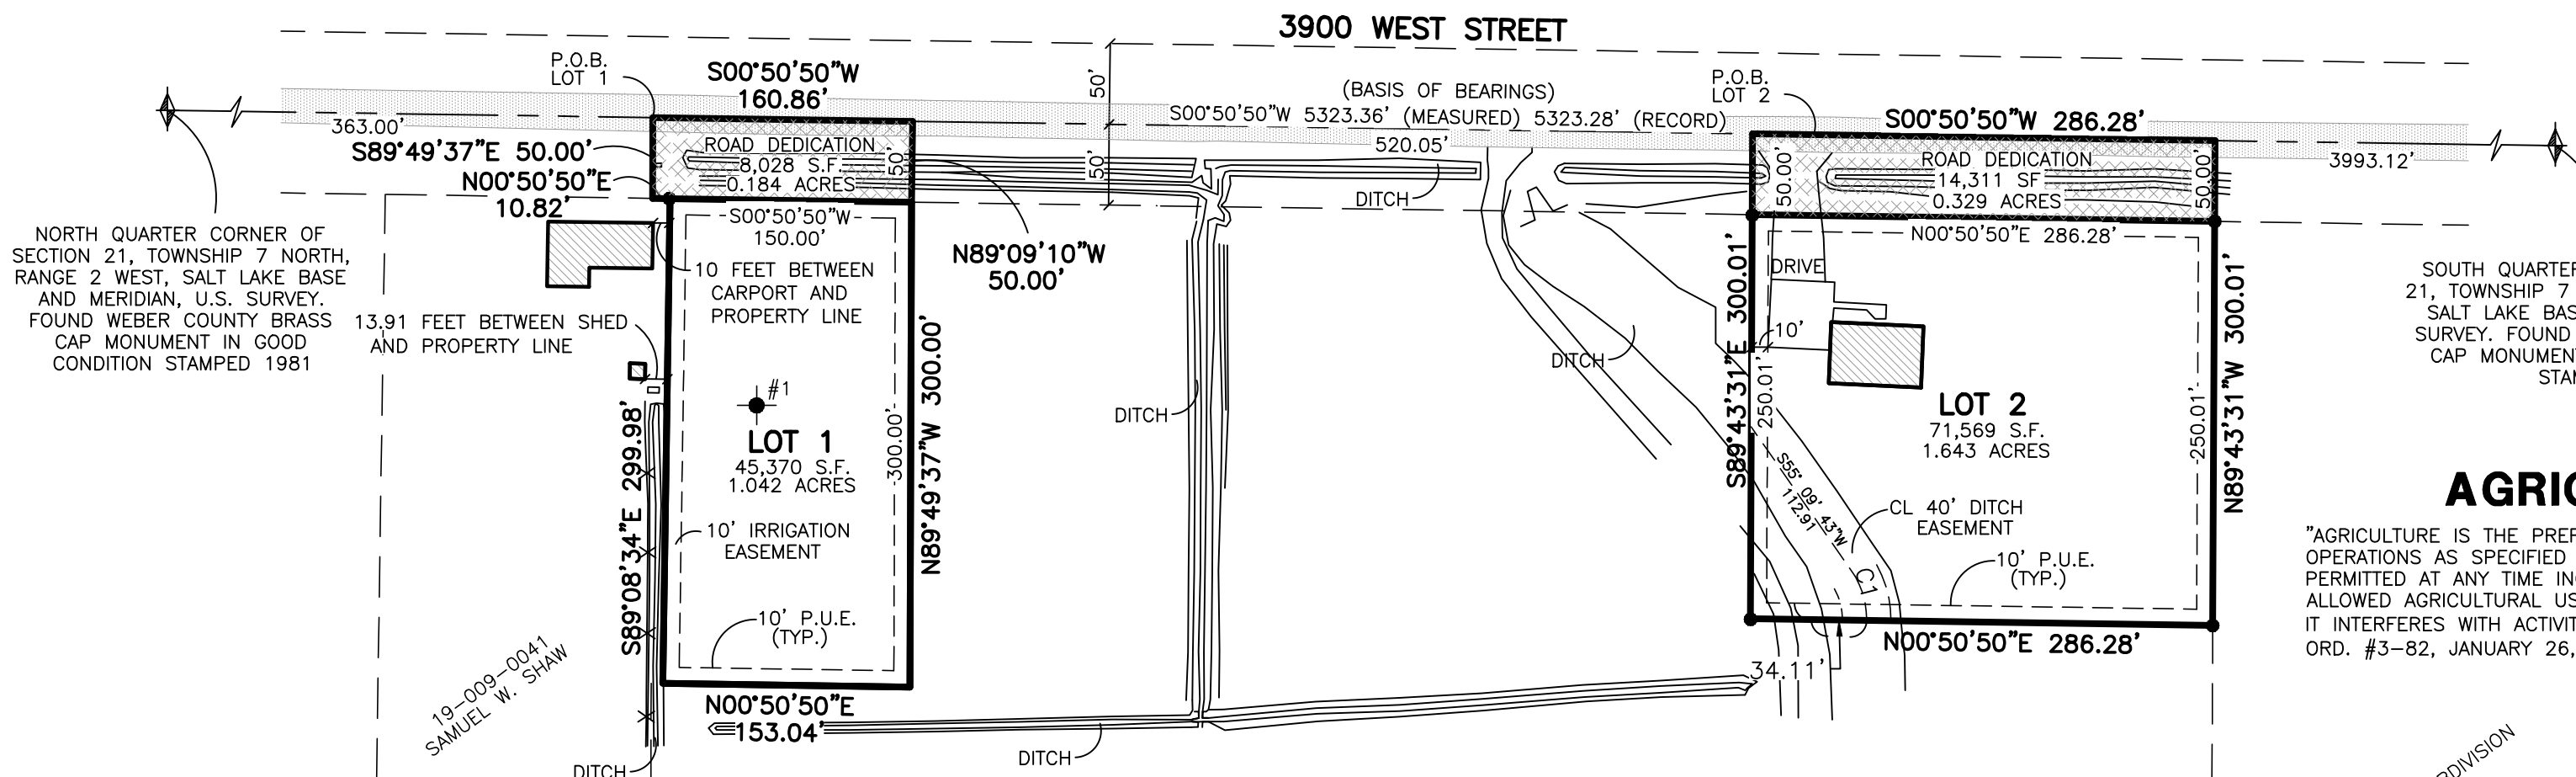 3900 WEST STREET
P.O.B.
LOT 1
S00°50'50"W
160.86'
50'
(BASIS OF BEARINGS)
S00°50'50"W 5323.36' (MEASURED) 5323.28' (RECORD)
P.O.B.
LOT 2
S00°50'50"W 286.28'
363.00'
520.05'
3993.12'
S89°49'37"E 50.00'
N00°50'50"E
10.82'
ROAD DEDICATION
8,028 S.F.
0.184 ACRES
50'
50'
DITCH
50.00'
ROAD DEDICATION
14,311 SF
0.329 ACRES
50.00'
S00°50'50"W
150.00'
N89°09'10"W
50.00'
N00°50'50"E 286.28'
NORTH QUARTER CORNER OF
SECTION 21, TOWNSHIP 7 NORTH,
RANGE 2 WEST, SALT LAKE BASE
AND MERIDIAN, U.S. SURVEY.
FOUND WEBER COUNTY BRASS
CAP MONUMENT IN GOOD
CONDITION STAMPED 1981
10 FEET BETWEEN
CARPORT AND
PROPERTY LINE
13.91 FEET BETWEEN SHED
AND PROPERTY LINE
DRIVE
10'
DITCH
SOUTH QUARTER
21, TOWNSHIP 7
SALT LAKE BAS
SURVEY. FOUND
CAP MONUMEN
STAM
#1
LOT 1
45,370 S.F.
1.042 ACRES
300.00'
N89°49'37"W 300.00'
S89°08'34"E 299.98'
DITCH
S89°43'31"E 300.01'
250.01'
LOT 2
71,569 S.F.
1.643 ACRES
250.01'
N89°43'31"W 300.01'
10' IRRIGATION
EASEMENT
S55° 09' 43"W
112.91
CL 40' DITCH
EASEMENT
C1
10' P.U.E.
(TYP.)
10' P.U.E.
(TYP.)
AGRIC
"AGRICULTURE IS THE PREF
OPERATIONS AS SPECIFIED
PERMITTED AT ANY TIME IN
ALLOWED AGRICULTURAL US
IT INTERFERES WITH ACTIVIT
ORD. #3-82, JANUARY 26,
N00°50'50"E 286.28'
34.11'
19-009-0041
SAMUEL W. SHAW
N00°50'50"E
153.04'
DITCH
DITCH
BDIVISION